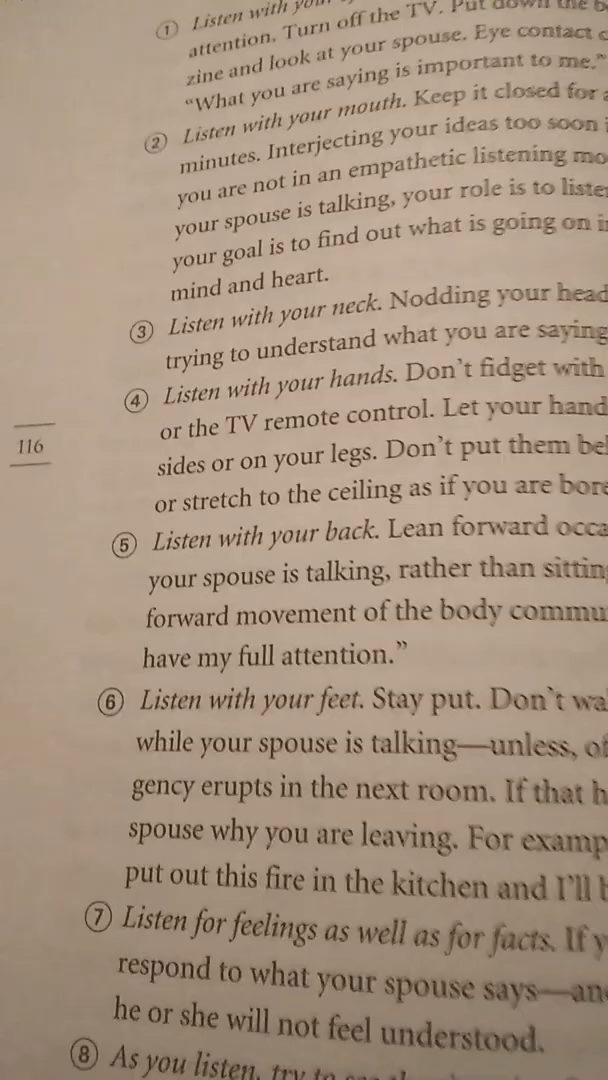 ① Listen with
attention. Turn off the TV. Put down the
zine and look at your spouse. Eye contact
“What you are saying is important to me.”
② Listen with your mouth. Keep it closed for
minutes. Interjecting your ideas too soon
you are not in an empathetic listening
your spouse is talking, your role is to
your goal is to find out what is going on
mind and heart.
③ Listen with your neck. Nodding your head
trying to understand what you are saying
④ Listen with your hands. Don’t fidget with
or the TV remote control. Let your hand
116
sides or on your legs. Don’t put them
or stretch to the ceiling as if you are
⑤ Listen with your back. Lean forward occa
your spouse is talking, rather than sittin
forward movement of the body commu
have my full attention.”
⑥ Listen with your feet. Stay put. Don’t wa
while your spouse is talking—unless, of
gency erupts in the next room. If that h
spouse why you are leaving. For examp
put out this fire in the kitchen and I’ll
⑦ Listen for feelings as well as for facts. If y
respond to what your spouse says—an
he or she will not feel understood.
⑧ As you listen, try to